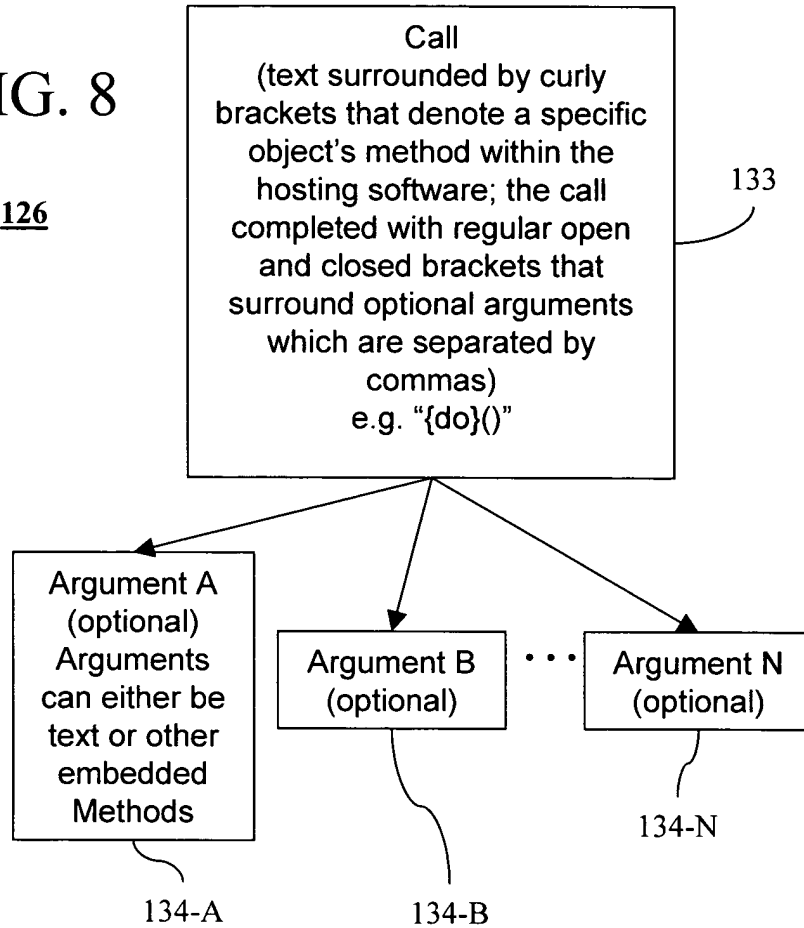 IG. 8
126
Call
(text surrounded by curly
brackets that denote a specific
object's method within the
hosting software; the call
completed with regular open
and closed brackets that
surround optional arguments
which are separated by
commas)
e.g. “{do}()”
133
Argument A
(optional)
Arguments
can either be
text or other
embedded
Methods
Argument B
(optional)
• • •
Argument N
(optional)
134-A
134-B
134-N